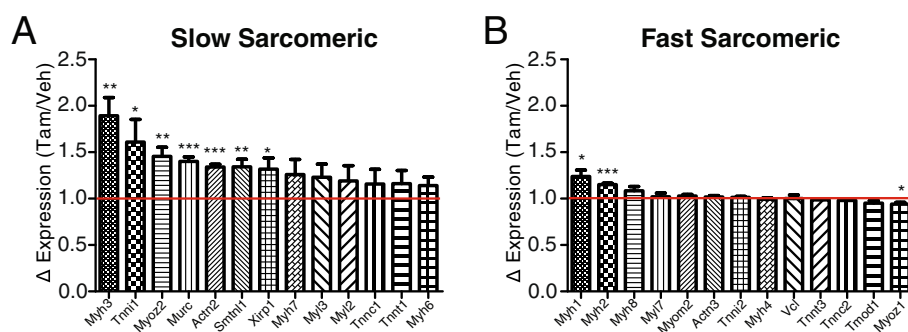 A
Slow Sarcomeric
Δ Expression (Tam/Veh)
2.5
2.0
1.5
1.0
0.5
0.0
**
*
**
***
***
**
*
Myh3
Tnni1
Myoz2
Murc
Actn2
Smtnl1
Xirp1
Myh7
Myl3
Myl2
Tnnc1
Tnnt1
Myh6
B
Fast Sarcomeric
Δ Expression (Tam/Veh)
2.5
2.0
1.5
1.0
0.5
0.0
*
***
*
Myh1
Myh2
Myh8
Myl7
Myom2
Actn3
Tnni2
Myh4
Vcl
Tnnt3
Tnnc2
Tmod1
Myoz1